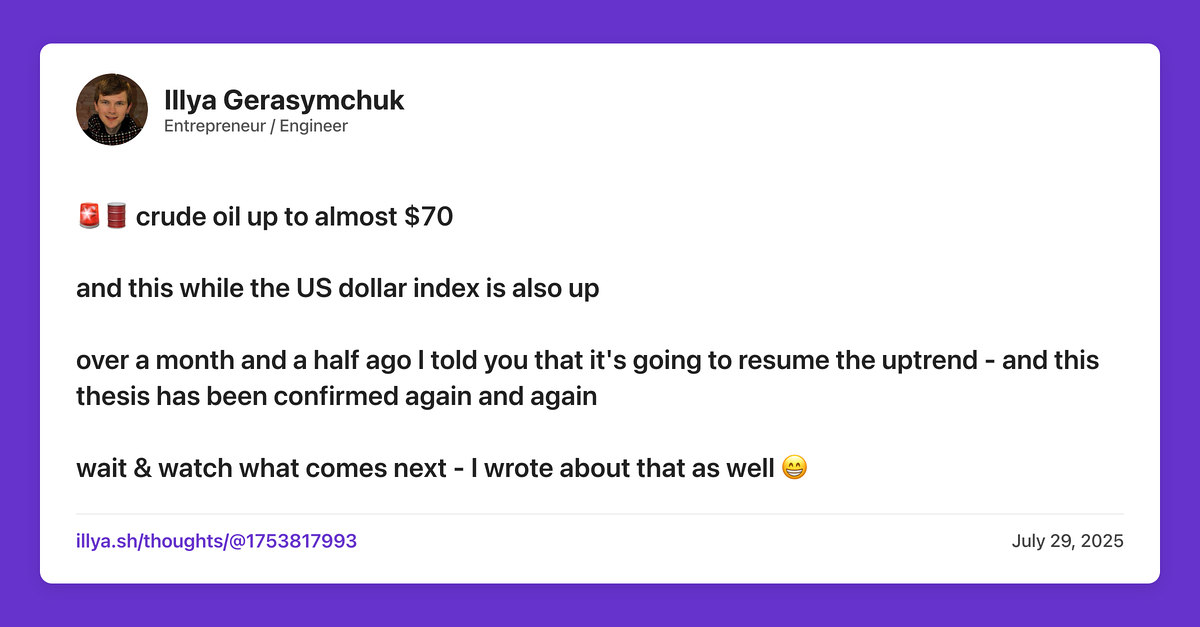 Illya Gerasymchuk
Entrepreneur / Engineer
🚨🛢️ crude oil up to almost $70
and this while the US dollar index is also up
over a month and a half ago I told you that it's going to resume the uptrend - and this
thesis has been confirmed again and again
wait & watch what comes next - I wrote about that as well 😁
illya.sh/thoughts/@1753817993
July 29, 2025